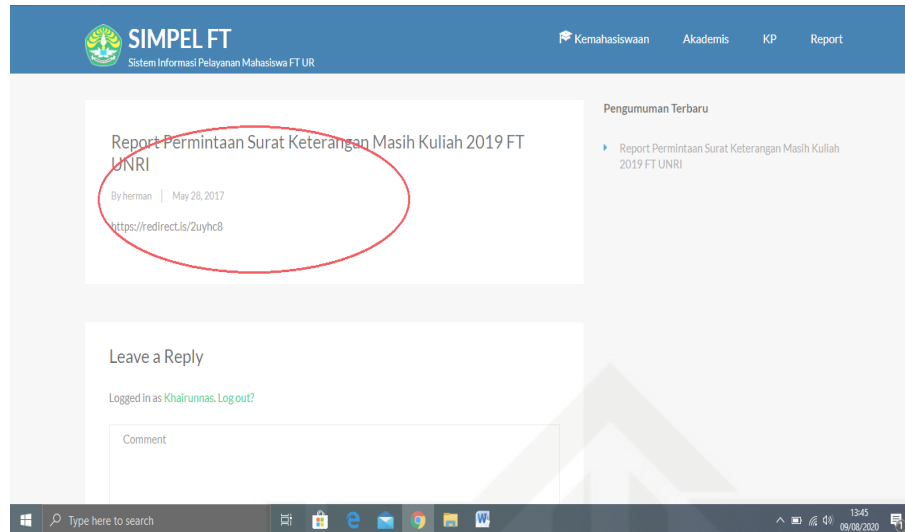 SIMPEL FT
Sistem Informasi Pelayanan Mahasiswa FT UR
Kemahasiswaan Akademis KP Report
Report Permintaan Surat Keterangan Masih Kuliah 2019 FT
UNRI
By herman May 28, 2017
https://redirect.is/2uyhc8
Pengumuman Terbaru
Report Permintaan Surat Keterangan Masih Kuliah
2019 FT UNRI
Leave a Reply
Logged in as Khairunnas. Log out?
Comment
Type here to search
13:45
09/08/2020